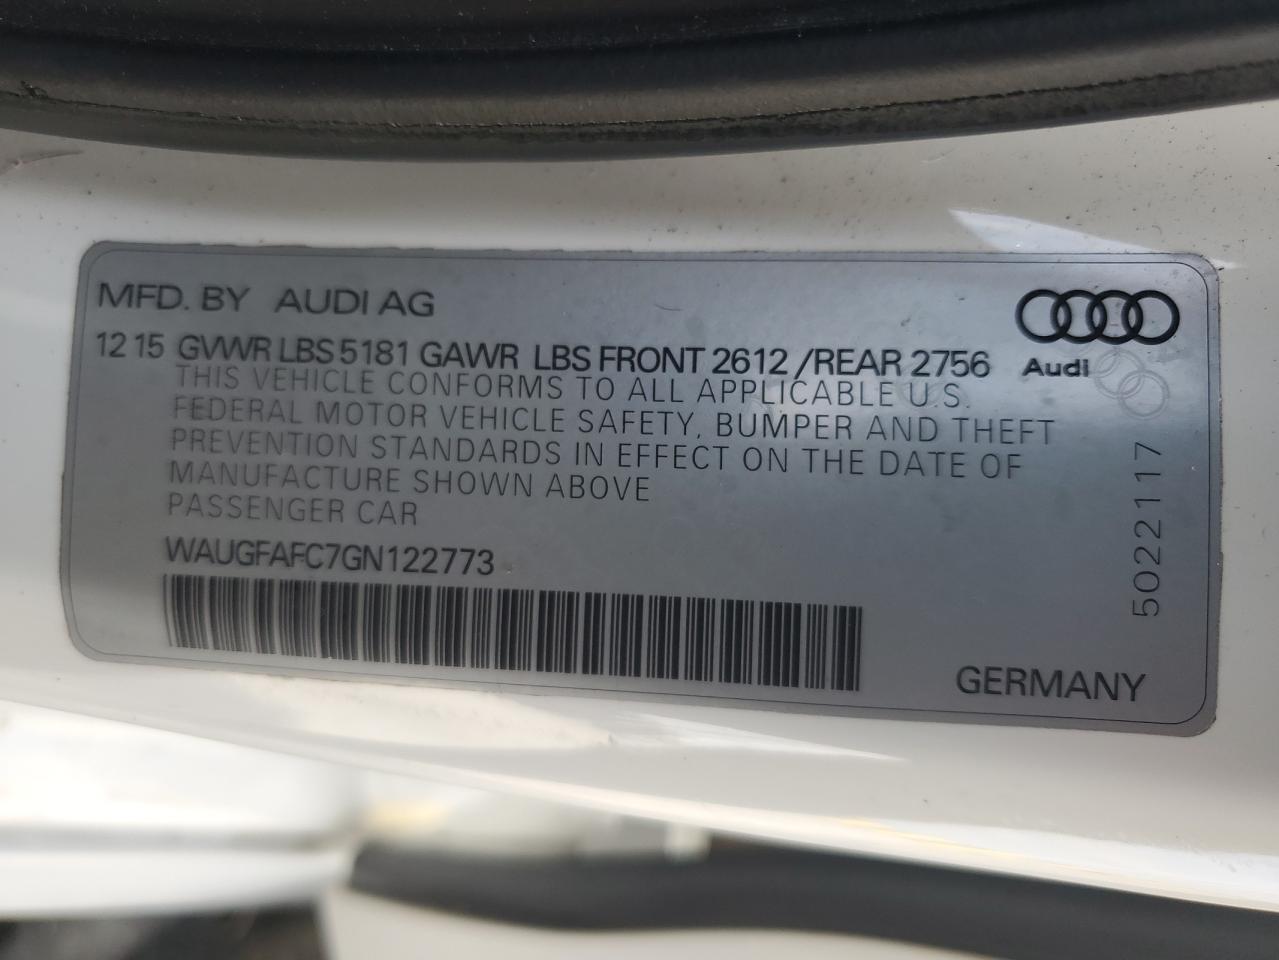 MFD. BY AUDI AG
12 15 GVWR LBS 5181 GAWR LBS FRONT 2612 /REAR 2756
Audi
THIS VEHICLE CONFORMS TO ALL APPLICABLE U.S.
FEDERAL MOTOR VEHICLE SAFETY, BUMPER AND THEFT
PREVENTION STANDARDS IN EFFECT ON THE DATE OF
MANUFACTURE SHOWN ABOVE
PASSENGER CAR
WAUGFAFC7GN122773
5022117
GERMANY